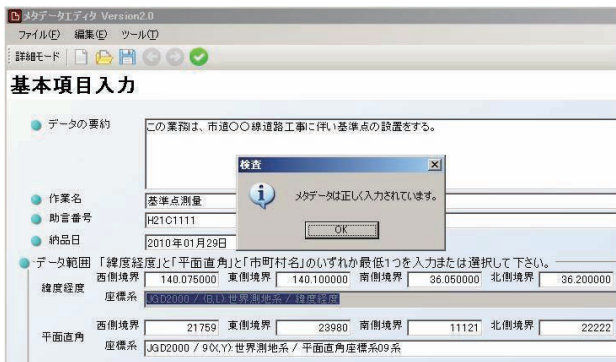 メタデータエディタ Version2.0
ファイル(F) 編集(E) ツール(T)
詳細モード
基本項目入力
データの要約
この業務は、市道〇〇線道路工事に伴い基準点の設置をする。
検査
メタデータは正しく入力されています。
OK
作業名 基準点測量
助言番号 H21C1111
納品日 2010年01月29日
データ範囲 「緯度経度」と「平面直角」と「市町村名」のいずれか最低1つを入力または選択して下さい。
緯度経度 西側境界 140.075000 東側境界 140.100000 南側境界 36.050000 北側境界 36.200000
座標系 JGD2000 / (B,L):世界測地系 / 緯度経度
平面直角 西側境界 21759 東側境界 23980 南側境界 11121 北側境界 22222
座標系 JGD2000 / 9(X,Y):世界測地系 / 平面直角座標系09系